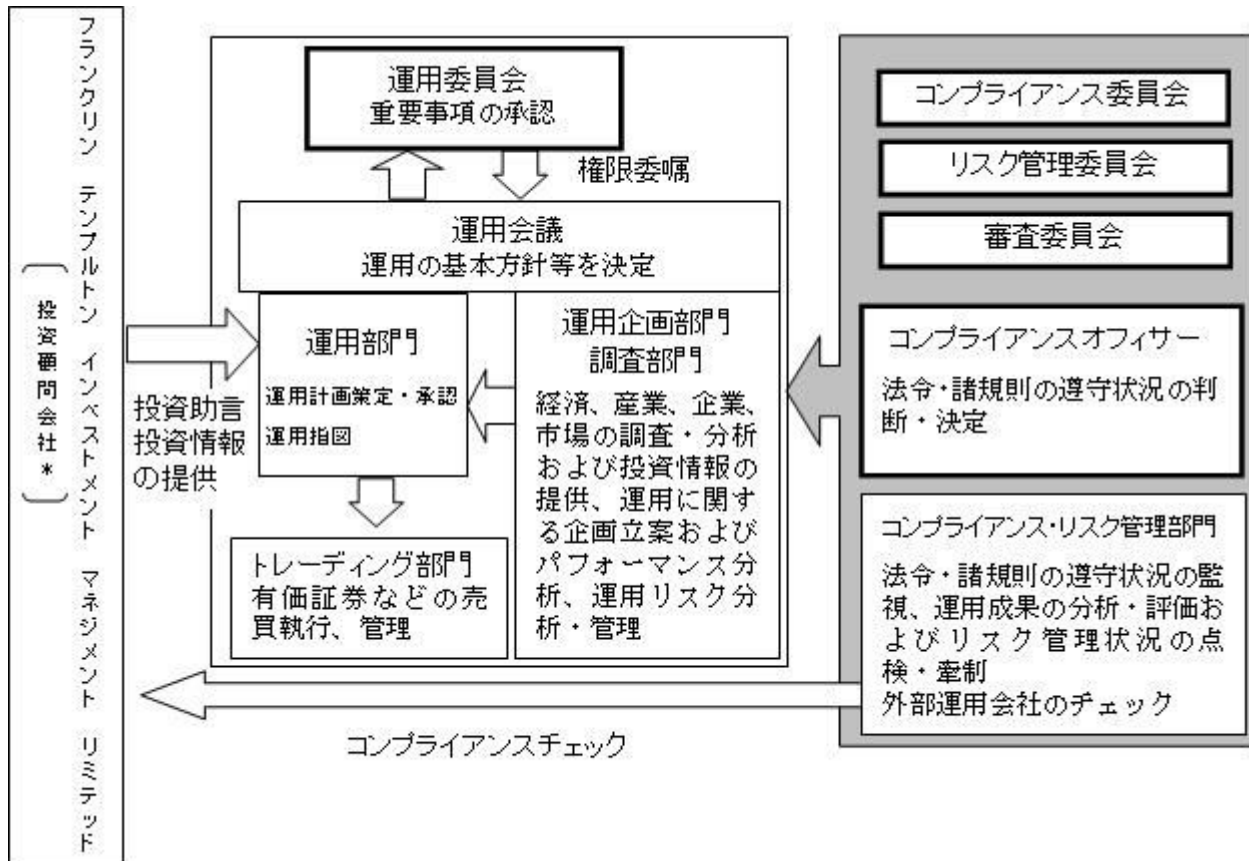 フランクリン テンプルトン インベストメント マネジメント リミテッド
〔投資顧問会社*〕
運用委員会
重要事項の承認
権限委嘱
運用会議
運用の基本方針等を決定
投資助言
投資情報
の提供
運用部門
運用計画策定・承認
運用指図
運用企画部門
調査部門
経済、産業、企業、
市場の調査・分析
および投資情報の
提供、運用に関す
る企画立案および
パフォーマンス分
析、運用リスク分
析・管理
トレーディング部門
有価証券などの売
買執行、管理
コンプライアンス委員会
リスク管理委員会
審査委員会
コンプライアンスオフィサー
法令・諸規則の遵守状況の判
断・決定
コンプライアンス・リスク管理部門
法令・諸規則の遵守状況の監
視、運用成果の分析・評価お
よびリスク管理状況の点
検・牽制
外部運用会社のチェック
コンプライアンスチェック